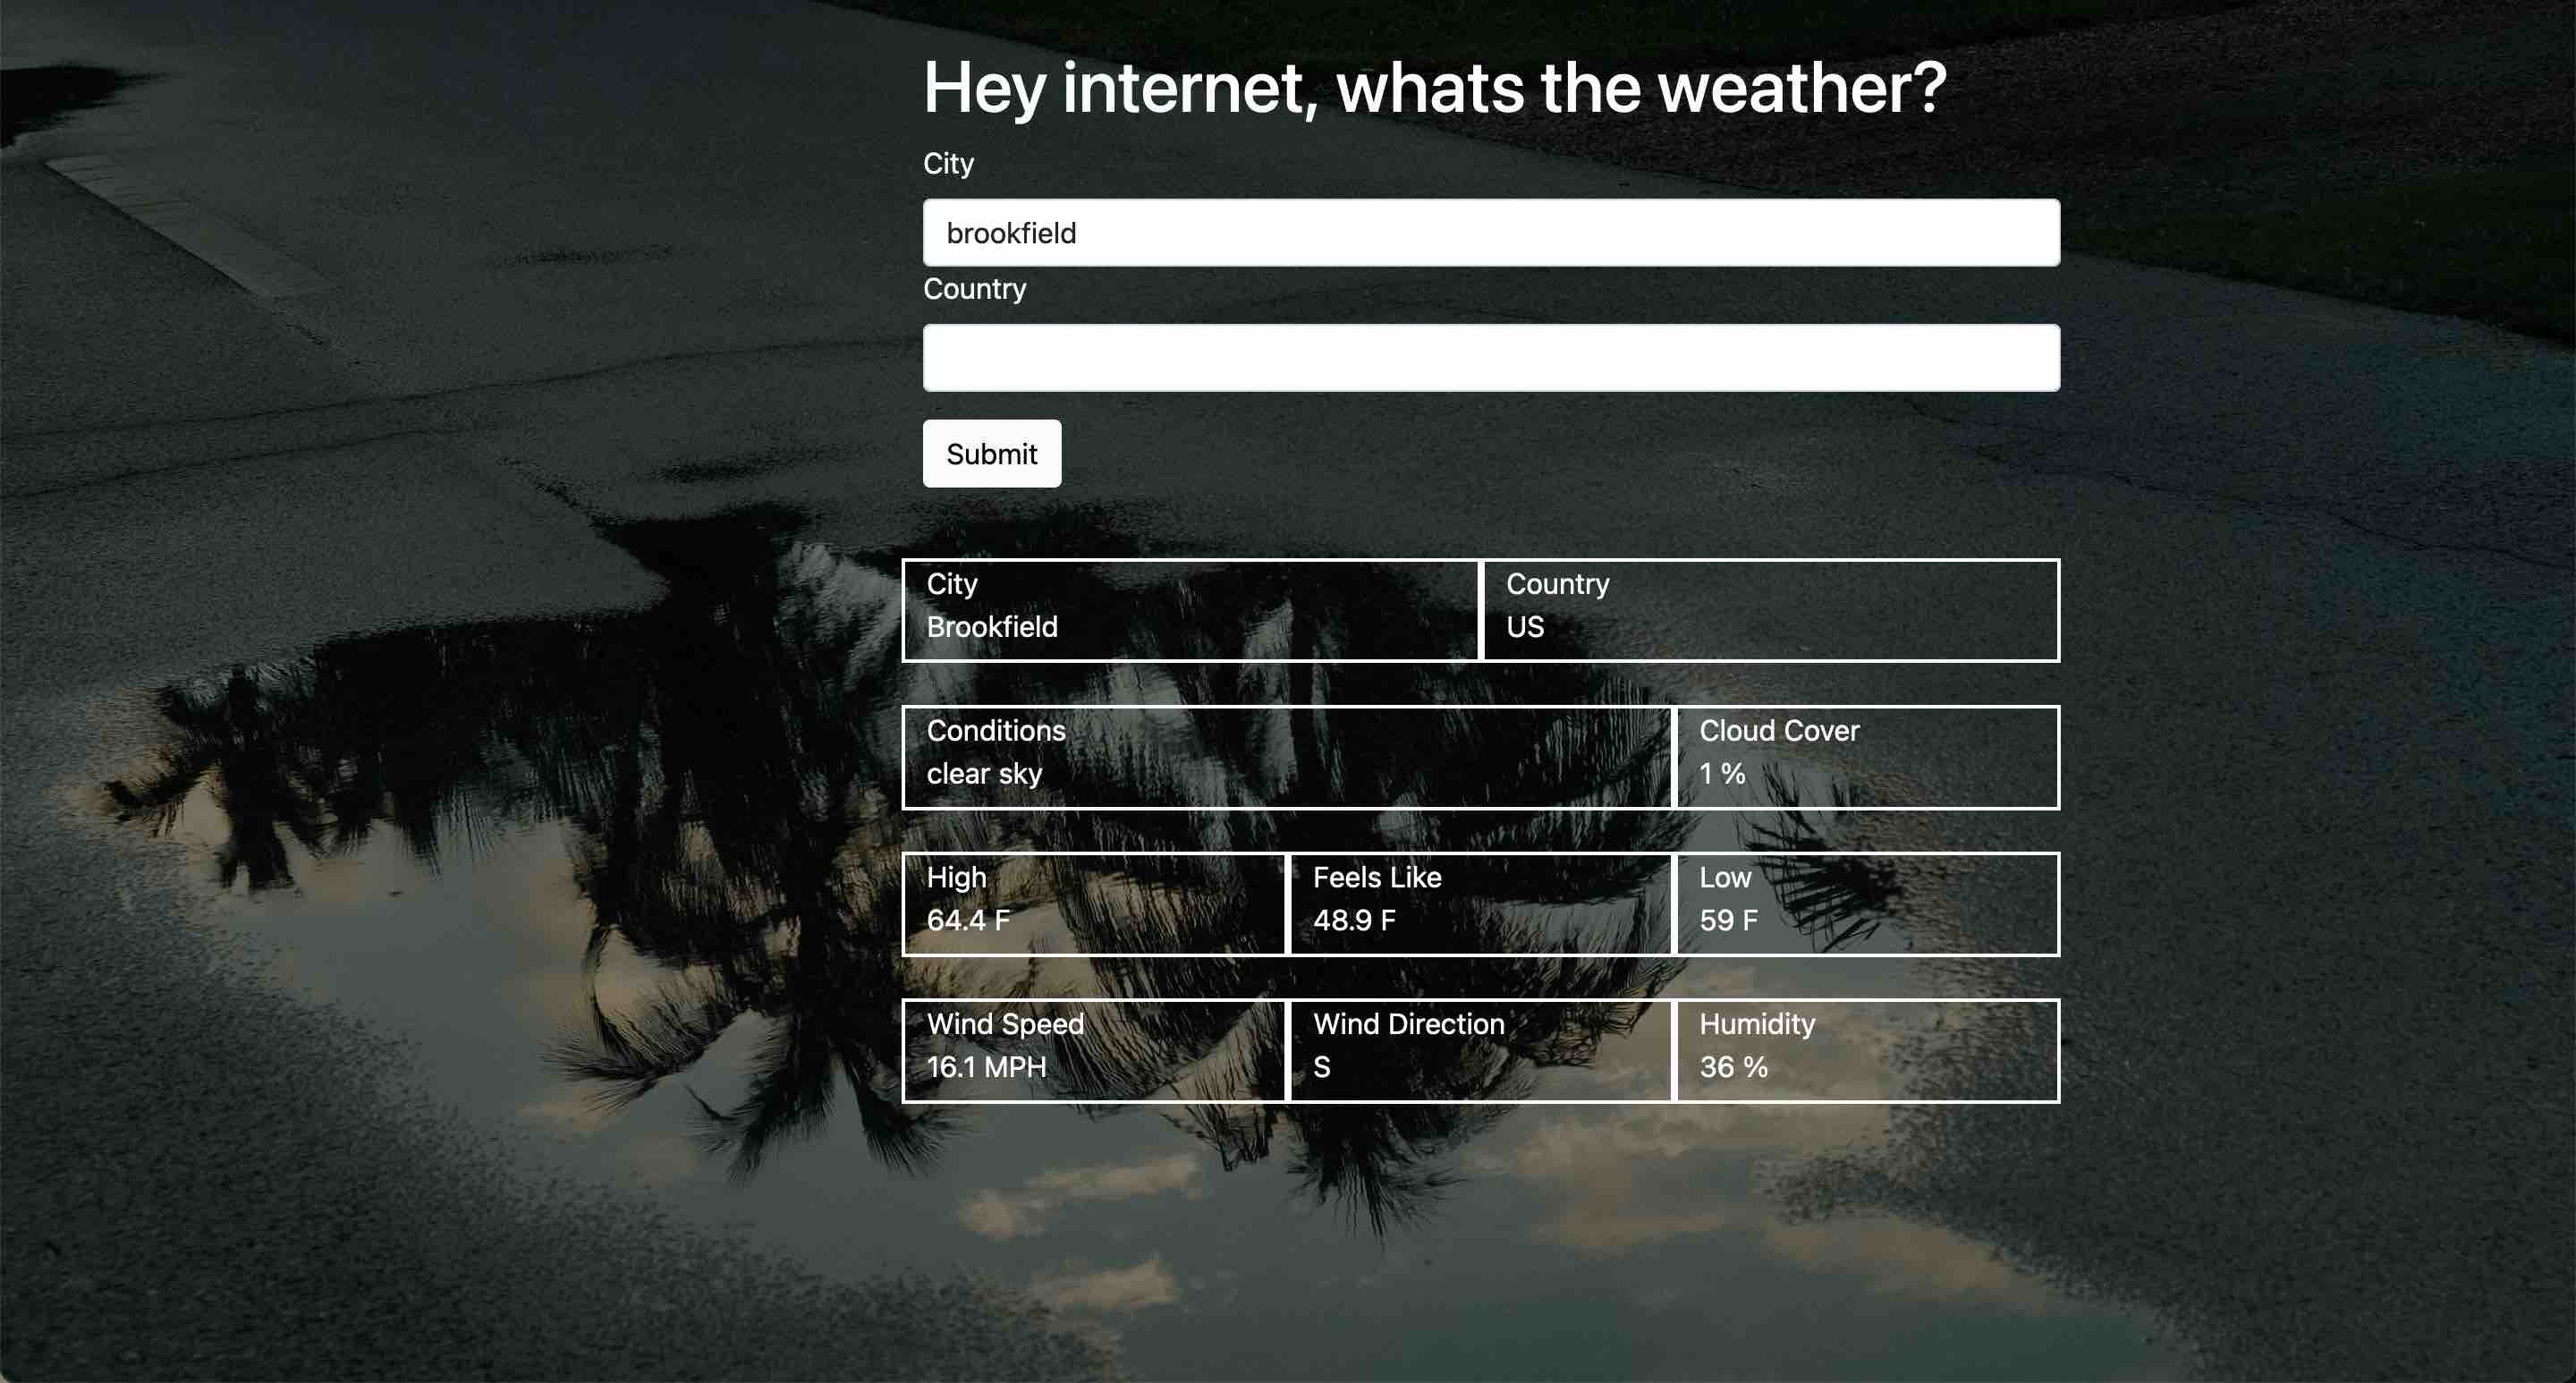 Hey internet, whats the weather?
City
brookfield
Country
Submit
City
Brookfield
Country
US
Conditions
clear sky
Cloud Cover
1 %
High
64.4 F
Feels Like
48.9 F
Low
59 F
Wind Speed
16.1 MPH
Wind Direction
S
Humidity
36 %